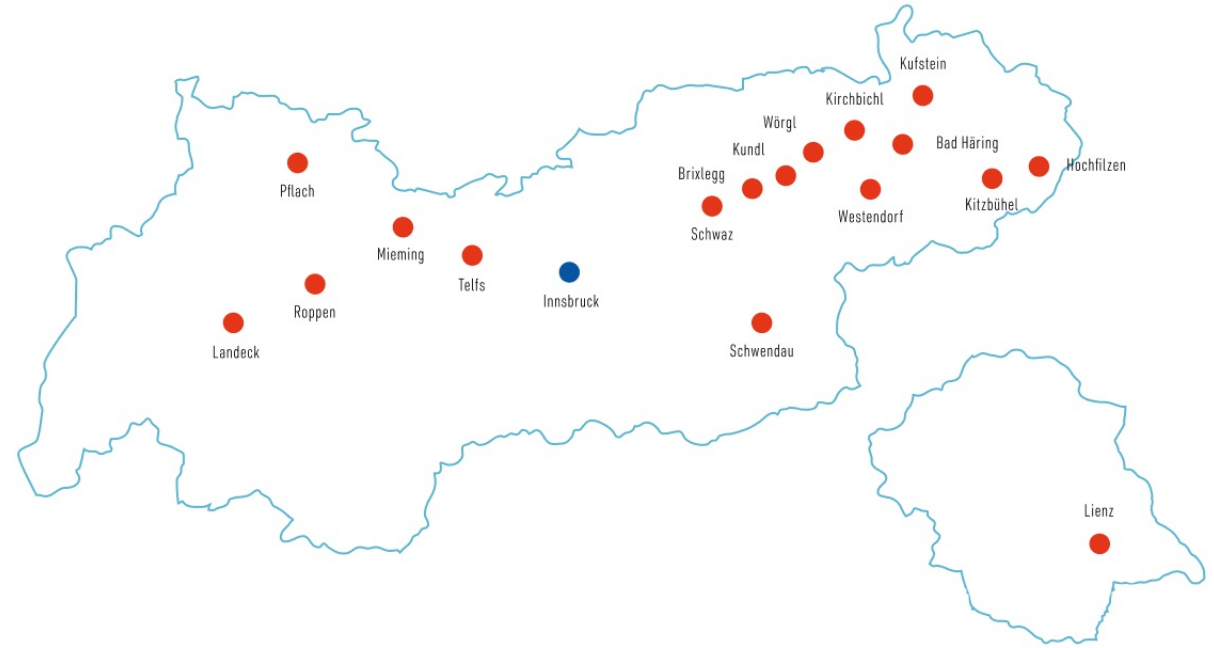 Kufstein
Kirchbichl
Wörgl
Bad Häring
Kundl
Hochfilzen
Brixlegg
Pflach
Kitzbühel
Westendorf
Schwaz
Mieming
Telfs
Innsbruck
Roppen
Landeck
Schwendau
Lienz